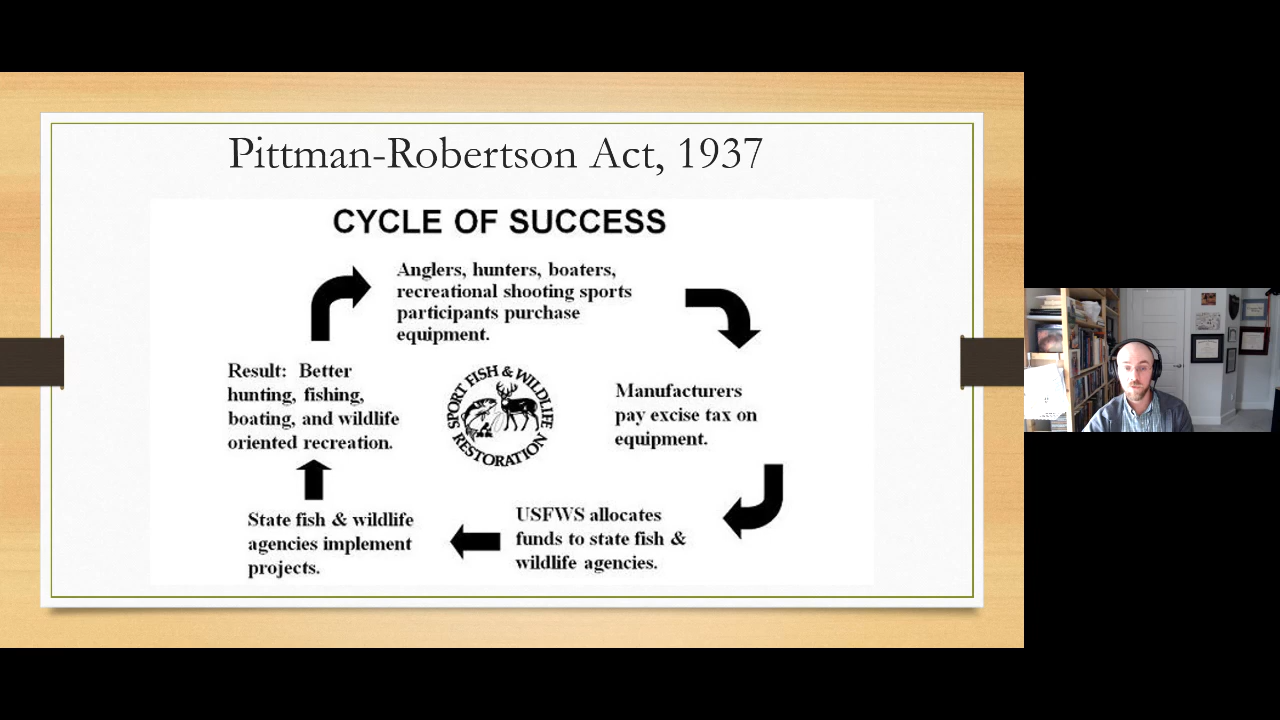 Pittman-Robertson Act, 1937
CYCLE OF SUCCESS
Anglers, hunters, boaters,
recreational shooting sports
participants purchase
equipment.
Manufacturers
pay excise tax on
equipment.
USFWS allocates
funds to state fish &
wildlife agencies.
State fish & wildlife
agencies implement
projects.
Result: Better
hunting, fishing,
boating, and wildlife
oriented recreation.
SPORT FISH & WILDLIFE
RESTORATION